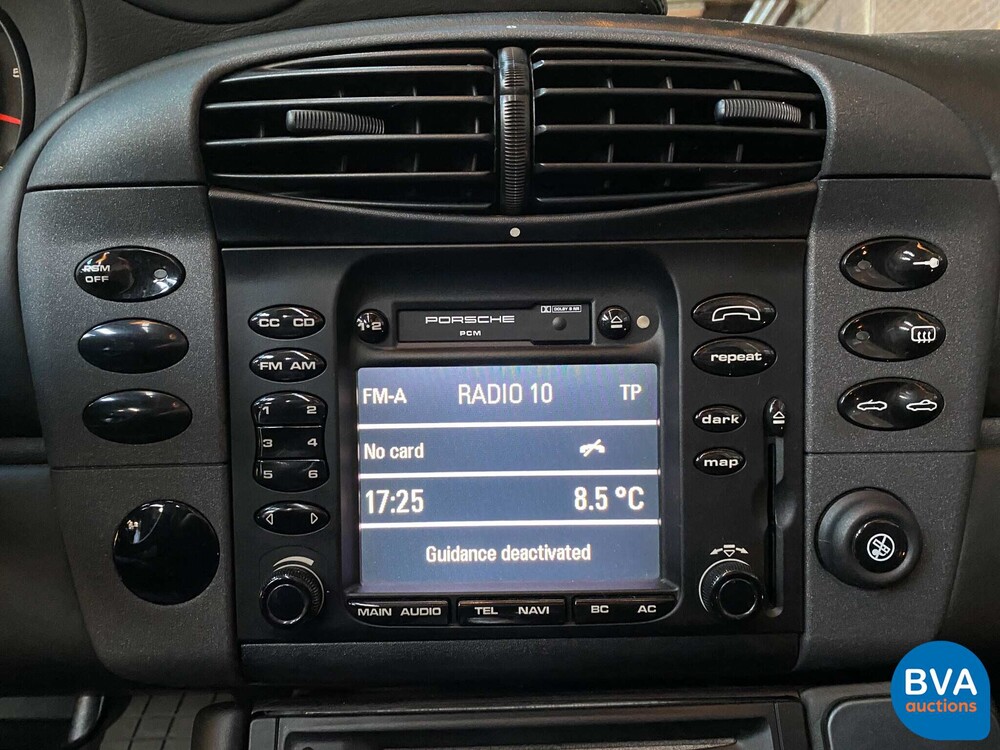 E
PSM
OFF
CC CD
FM AM
1 2
3 4
5 6
2
PORSCHE
PCM
DOLBY B NR
repeat
dark
map
FM-A RADIO 10 TP
No card
17:25 8.5 °C
Guidance deactivated
MAIN AUDIO TEL NAVI BC AC
BVA
auctions